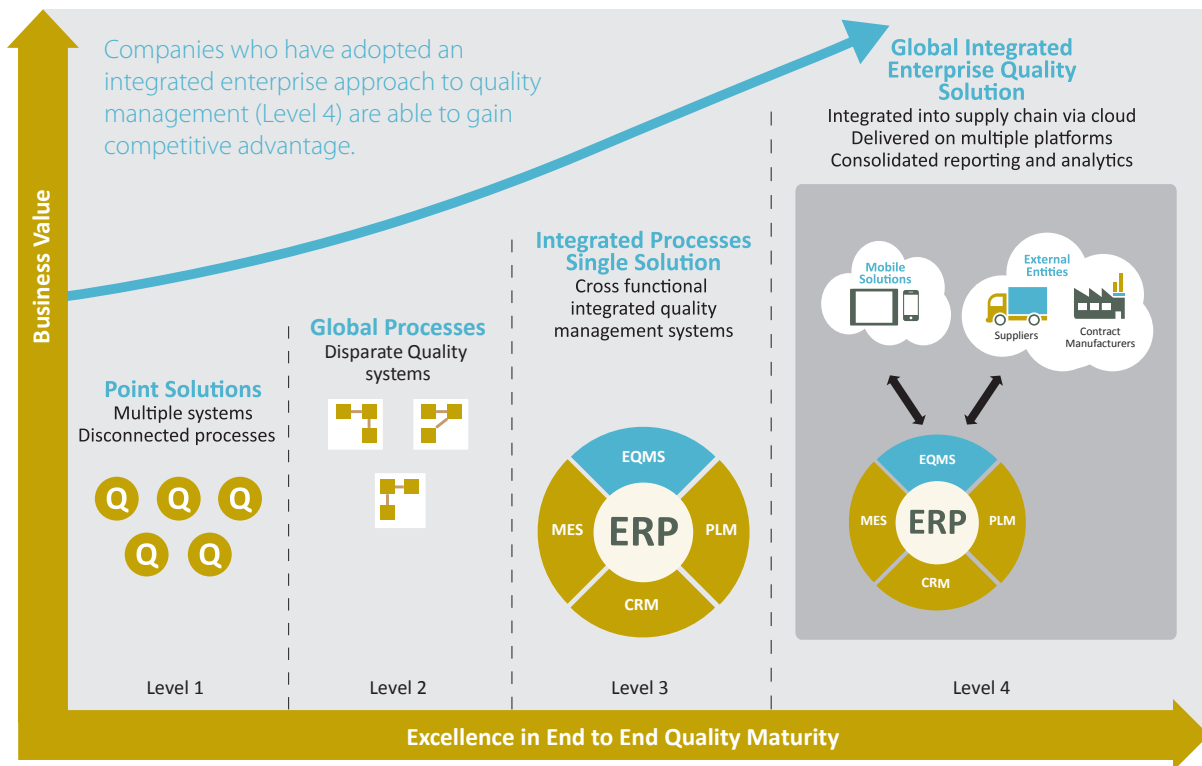 Companies who have adopted an
integrated enterprise approach to quality
management (Level 4) are able to gain
competitive advantage.
Business Value
Point Solutions
Multiple systems
Disconnected processes
Q Q Q
Q Q
Level 1
Global Processes
Disparate Quality
systems
Level 2
Integrated Processes
Single Solution
Cross functional
integrated quality
management systems
EQMS
MES
ERP
PLM
CRM
Level 3
Global Integrated
Enterprise Quality
Solution
Integrated into supply chain via cloud
Delivered on multiple platforms
Consolidated reporting and analytics
Mobile
Solutions
External
Entities
Suppliers
Contract
Manufacturers
EQMS
MES
ERP
PLM
CRM
Level 4
Excellence in End to End Quality Maturity